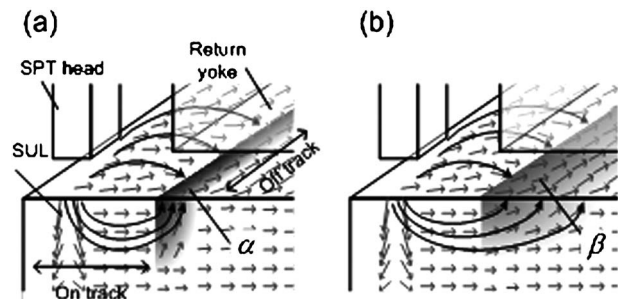 (a)
SPT head
Return
yoke
SUL
Off track
α
On track
(b)
β